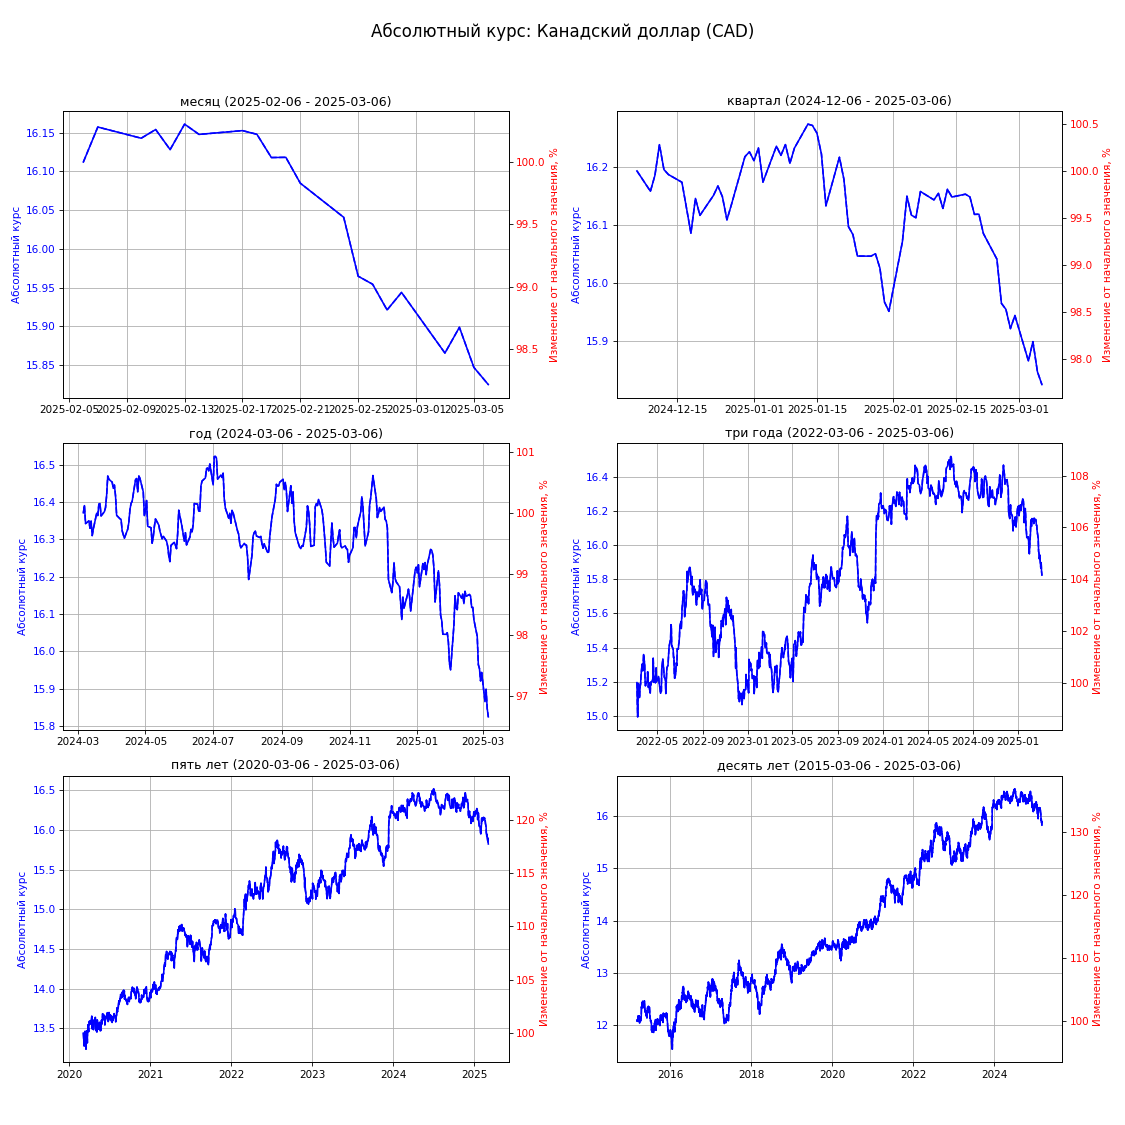 Абсолютный курс: Канадский доллар (CAD)
месяц (2025-02-06 - 2025-03-06)
Абсолютный курс
16.15
16.10
16.05
16.00
15.95
15.90
15.85
100.0
99.5
99.0
98.5
Изменение от начального значения, %
2025-02-05 2025-02-09 2025-02-13 2025-02-17 2025-02-21 2025-02-25 2025-03-01 2025-03-05
квартал (2024-12-06 - 2025-03-06)
Абсолютный курс
16.2
16.1
16.0
15.9
100.5
100.0
99.5
99.0
98.5
98.0
Изменение от начального значения, %
2024-12-15 2025-01-01 2025-01-15 2025-02-01 2025-02-15 2025-03-01
год (2024-03-06 - 2025-03-06)
Абсолютный курс
16.5
16.4
16.3
16.2
16.1
16.0
15.9
15.8
101
100
99
98
97
Изменение от начального значения, %
2024-03 2024-05 2024-07 2024-09 2024-11 2025-01 2025-03
три года (2022-03-06 - 2025-03-06)
Абсолютный курс
16.4
16.2
16.0
15.8
15.6
15.4
15.2
15.0
108
106
104
102
100
Изменение от начального значения, %
2022-05 2022-09 2023-01 2023-05 2023-09 2024-01 2024-05 2024-09 2025-01
пять лет (2020-03-06 - 2025-03-06)
Абсолютный курс
16.5
16.0
15.5
15.0
14.5
14.0
13.5
120
115
110
105
100
Изменение от начального значения, %
2020 2021 2022 2023 2024 2025
десять лет (2015-03-06 - 2025-03-06)
Абсолютный курс
16
15
14
13
12
130
120
110
100
Изменение от начального значения, %
2016 2018 2020 2022 2024